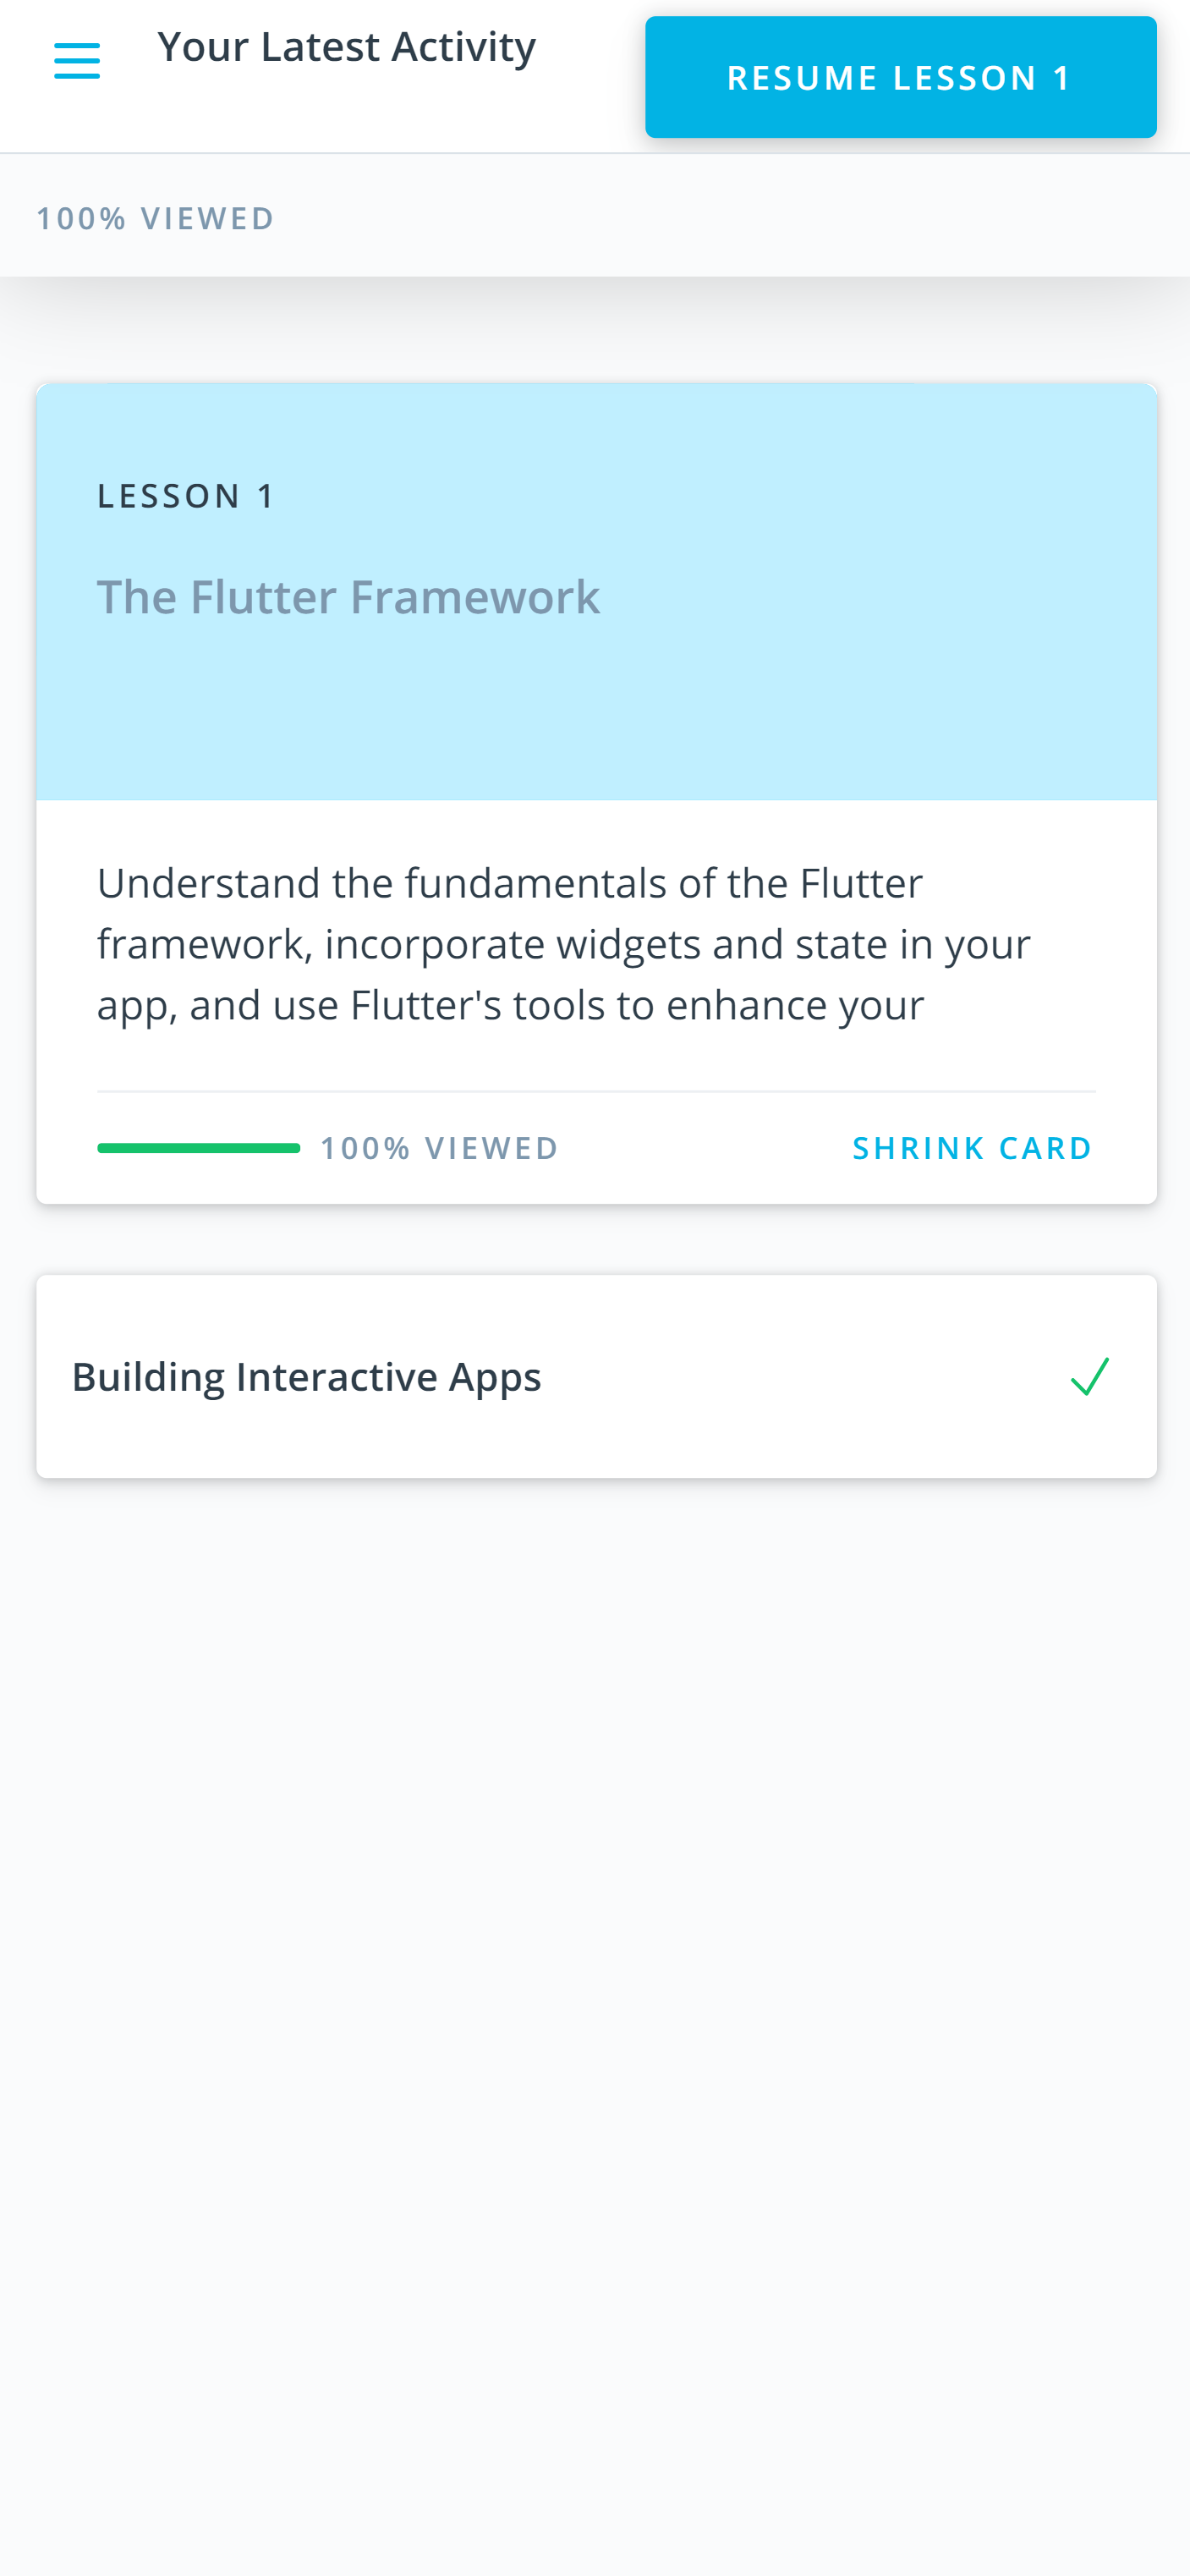 Your Latest Activity
RESUME LESSON 1
100% VIEWED
LESSON 1
The Flutter Framework
Understand the fundamentals of the Flutter
framework, incorporate widgets and state in your
app, and use Flutter's tools to enhance your
100% VIEWED
SHRINK CARD
Building Interactive Apps